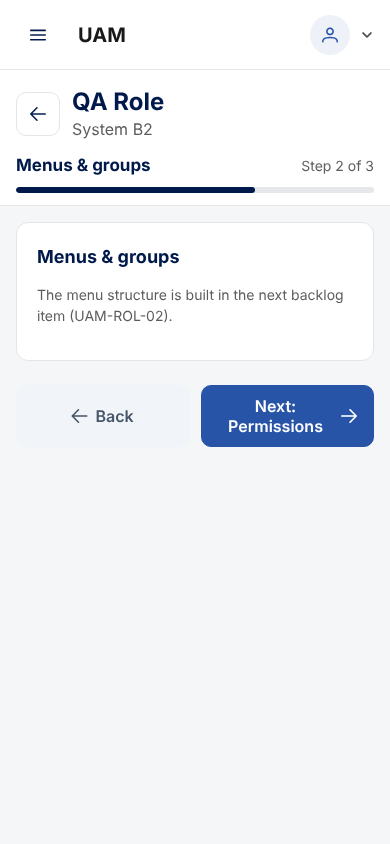 UAM
QA Role
System B2
Menus & groups
Step 2 of 3
Menus & groups
The menu structure is built in the next backlog
item (UAM-ROL-02).
Back
Next:
Permissions